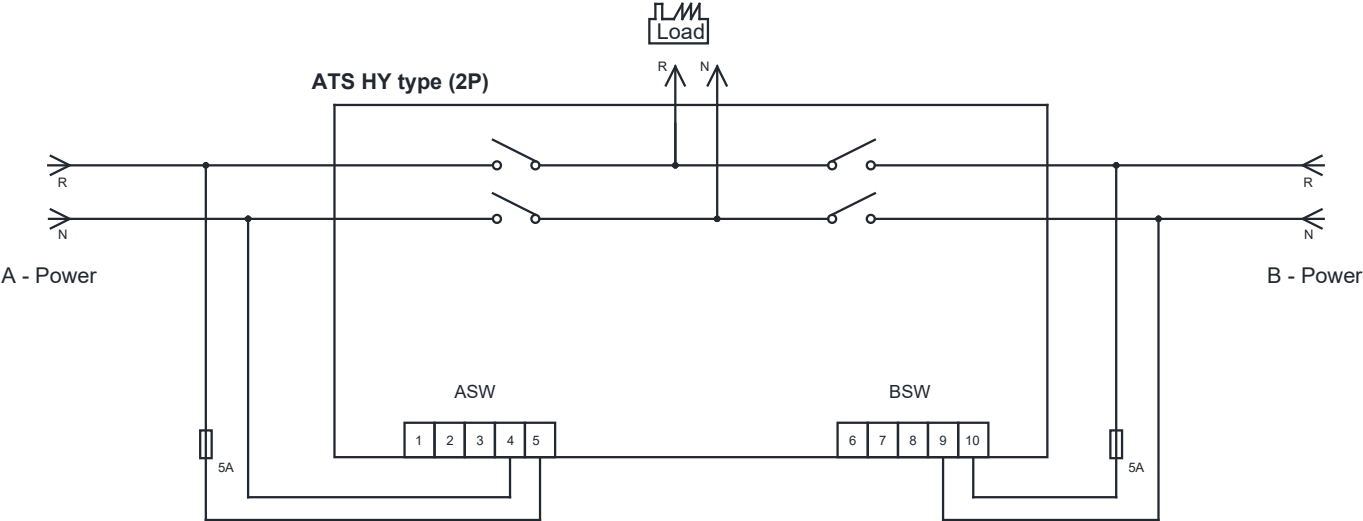 Load
R N
ATS HY type (2P)
R R
N N
A - Power B - Power
ASW BSW
1 2 3 4 5 6 7 8 9 10
5A 5A